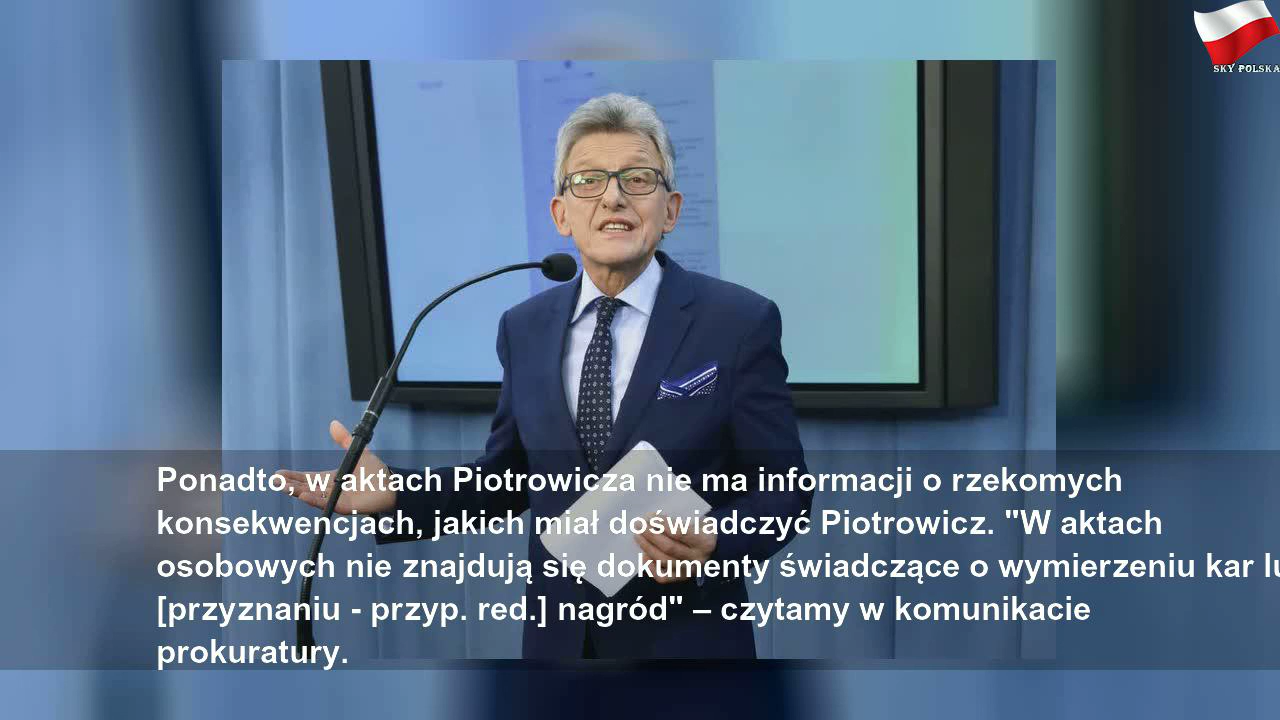 SKY POLSKA
Ponadto, w aktach Piotrowicza nie ma informacji o rzekomych
konsekwencjach, jakich miał doświadczyć Piotrowicz. "W aktach
osobowych nie znajdują się dokumenty świadczące o wymierzeniu kar lu
[przyznaniu - przyp. red.] nagród" – czytamy w komunikacie
prokuratury.